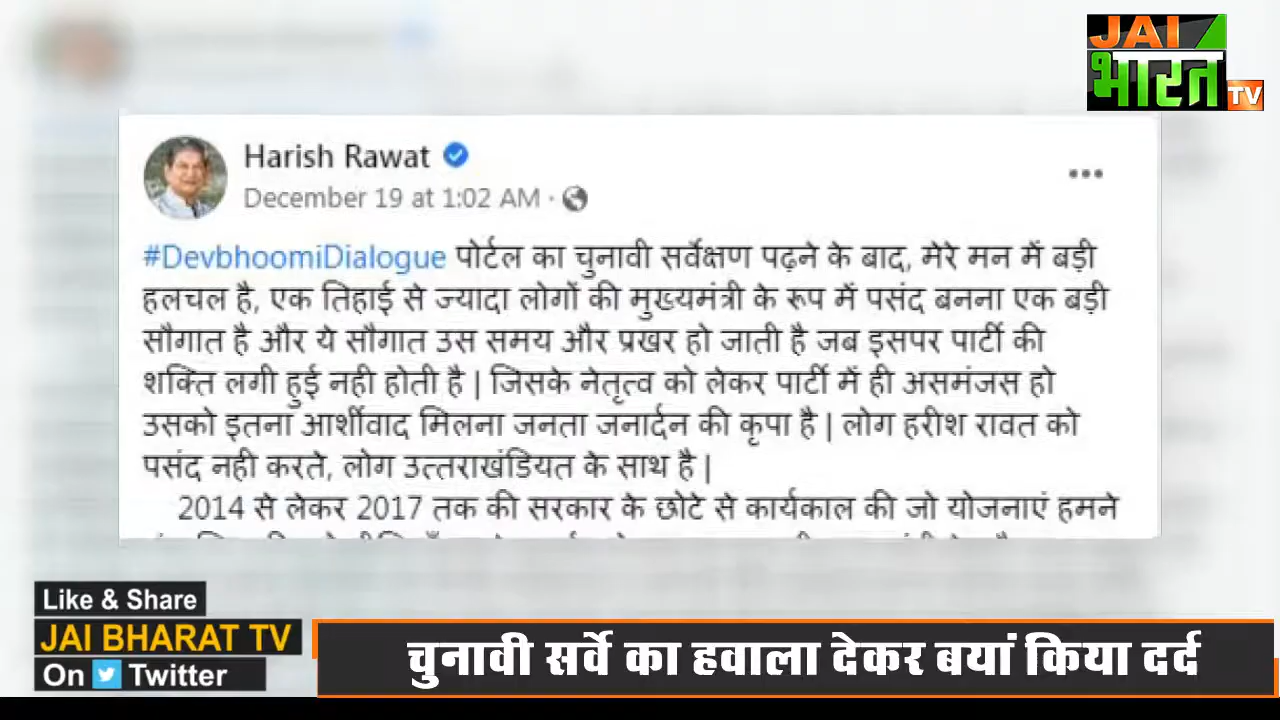 JAI
भारत
TV
Harish Rawat
December 19 at 1:02 AM ·
#DevbhoomiDialogue पोर्टल का चुनावी सर्वेक्षण पढ़ने के बाद, मेरे मन में बड़ी
हलचल है, एक तिहाई से ज्यादा लोगों की मुख्यमंत्री के रूप में पसंद बनना एक बड़ी
सौगात है और ये सौगात उस समय और प्रखर हो जाती है जब इसपर पार्टी की
शक्ति लगी हुई नही होती है | जिसके नेतृत्व को लेकर पार्टी में ही असमंजस हो
उसको इतना आर्शीवाद मिलना जनता जनार्दन की कृपा है | लोग हरीश रावत को
पसंद नही करते, लोग उत्तराखंडियत के साथ है |
2014 से लेकर 2017 तक की सरकार के छोटे से कार्यकाल की जो योजनाएं हमने
Like & Share
JAI BHARAT TV
On Twitter
चुनावी सर्वे का हवाला देकर बयां किया दर्द